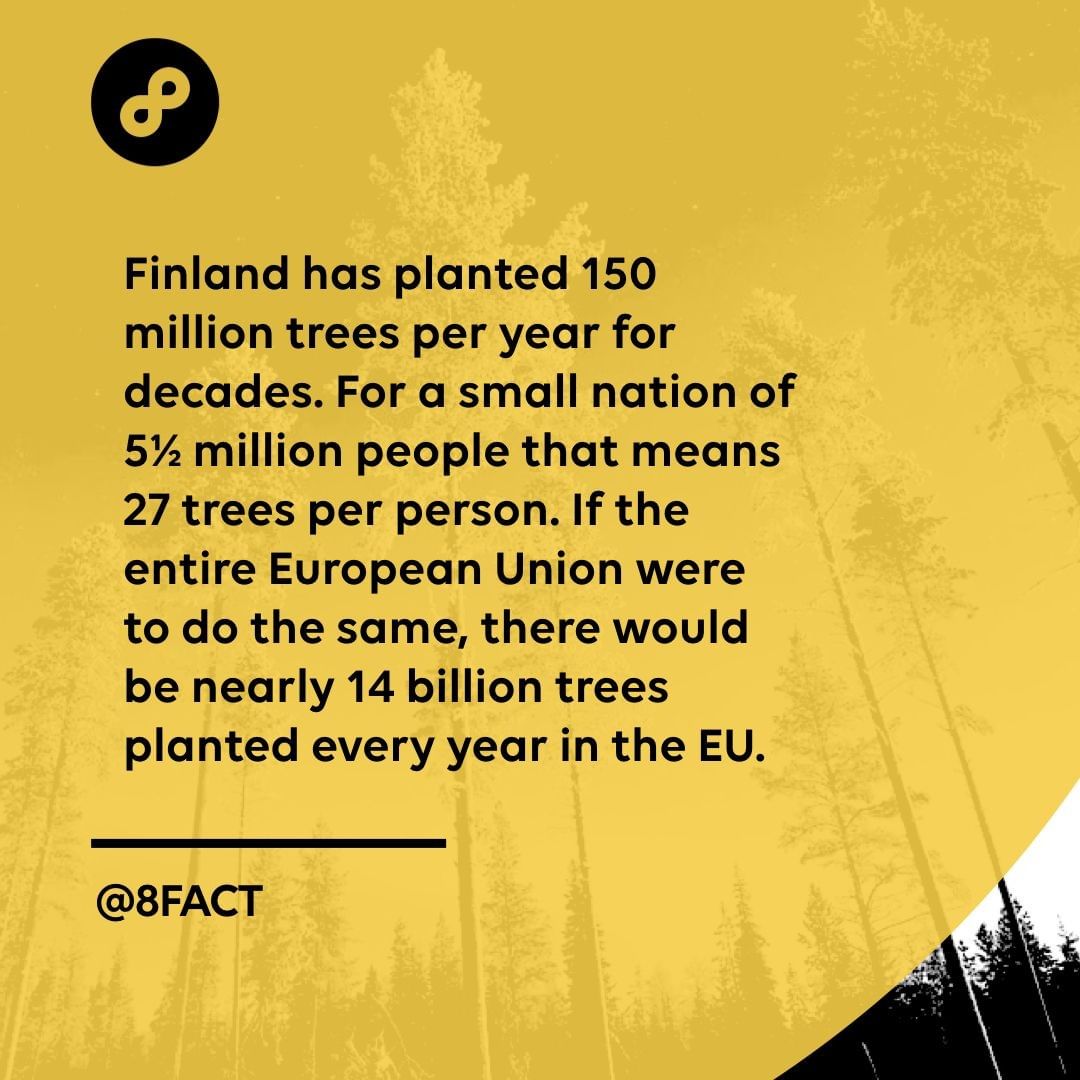 Finland has planted 150
million trees per year for
decades. For a small nation of
5½ million people that means
27 trees per person. If the
entire European Union were
to do the same, there would
be nearly 14 billion trees
planted every year in the EU.
@8FACT